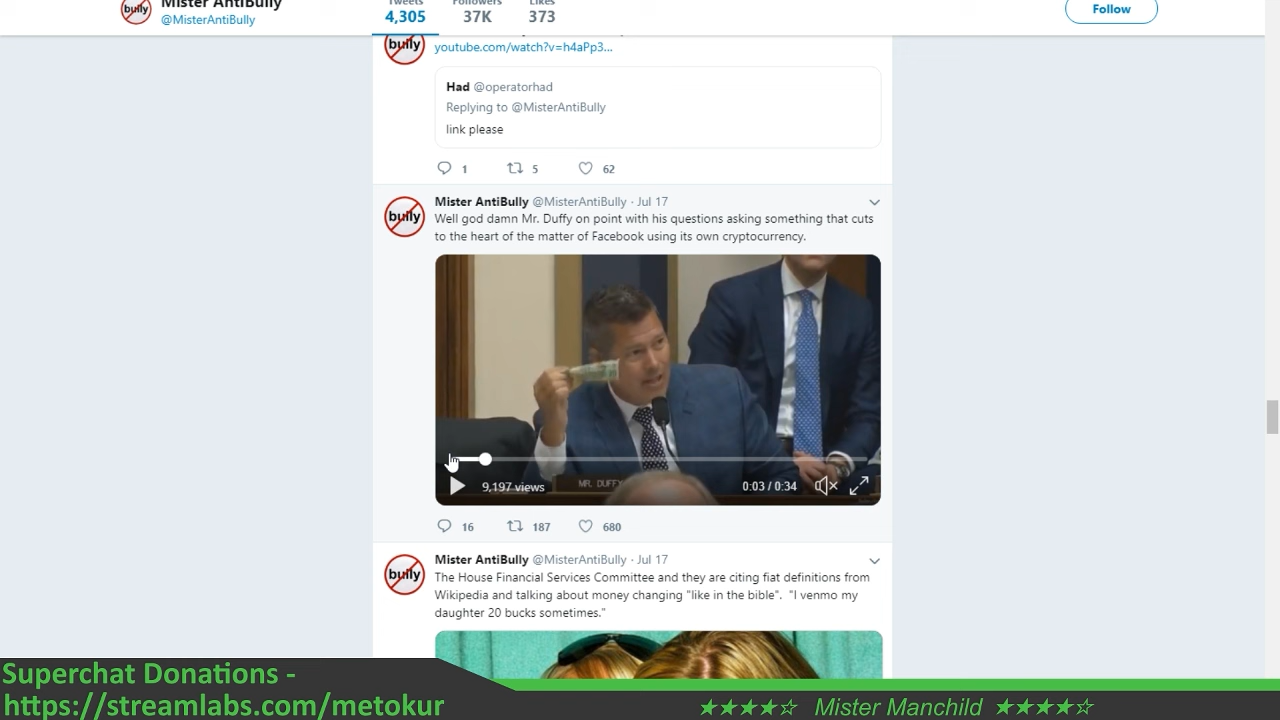 Mister AntiBully
@MisterAntiBully
Tweets
4,305
Followers
37K
Likes
373
Follow
bully
youtube.com/watch?v=h4aPp3...
Had @operatorhad
Replying to @MisterAntiBully
link please
1 5 62
bully
Mister AntiBully @MisterAntiBully · Jul 17
Well god damn Mr. Duffy on point with his questions asking something that cuts
to the heart of the matter of Facebook using its own cryptocurrency.
MR. DUFFY
9,197 views
0:03 / 0:34
16 187 680
bully
Mister AntiBully @MisterAntiBully · Jul 17
The House Financial Services Committee and they are citing fiat definitions from
Wikipedia and talking about money changing "like in the bible". "I venmo my
daughter 20 bucks sometimes."
Superchat Donations -
https://streamlabs.com/metokur
★★★★☆ Mister Manchild ★★★★☆